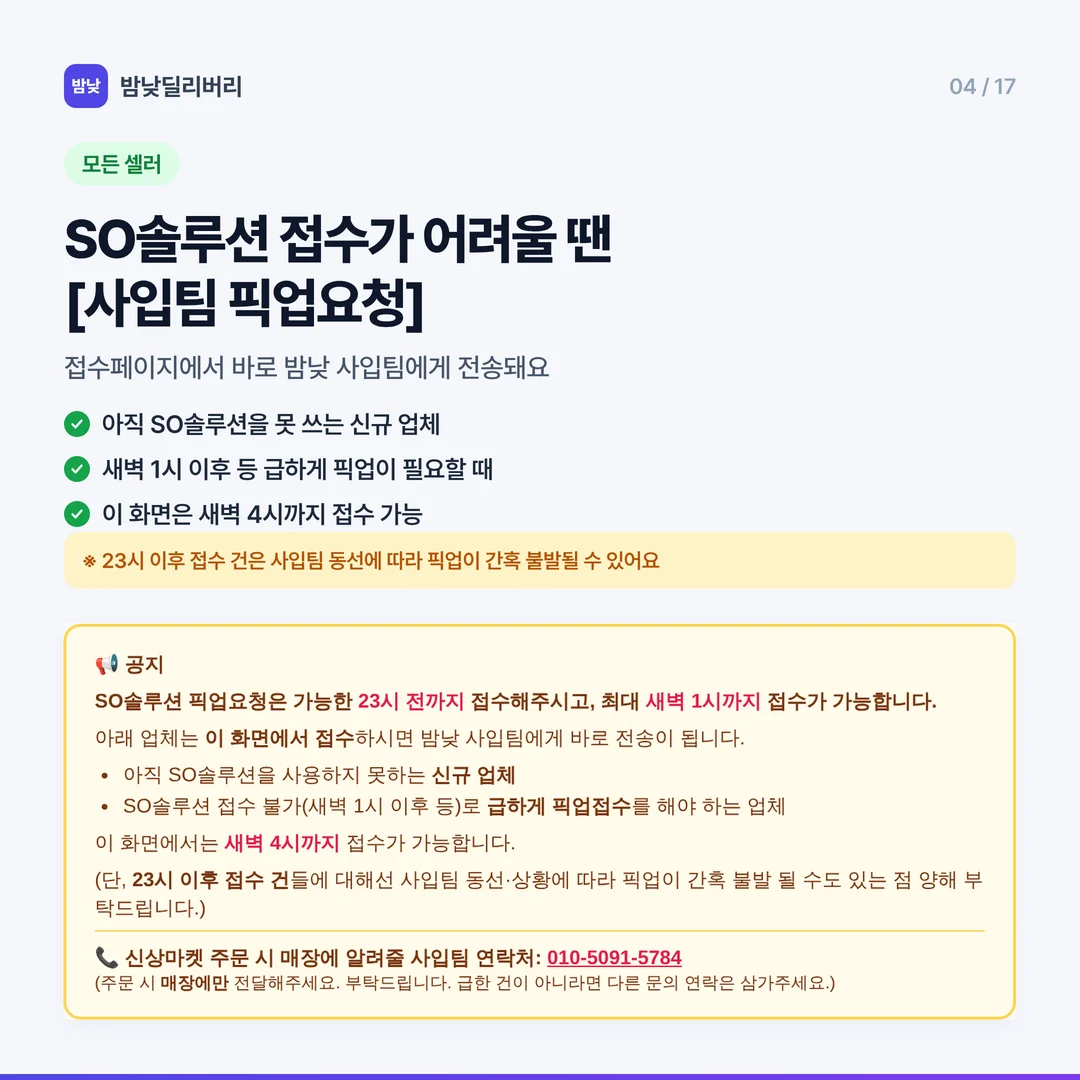 밤낮 밤낮딜리버리
04 / 17
모든 셀러
SO솔루션 접수가 어려울 땐
[사입팀 픽업요청]
접수페이지에서 바로 밤낮 사입팀에게 전송돼요
아직 SO솔루션을 못 쓰는 신규 업체
새벽 1시 이후 등 급하게 픽업이 필요할 때
이 화면은 새벽 4시까지 접수 가능
※ 23시 이후 접수 건은 사입팀 동선에 따라 픽업이 간혹 불발될 수 있어요
📢 공지
SO솔루션 픽업요청은 가능한 23시 전까지 접수해주시고, 최대 새벽 1시까지 접수가 가능합니다.
아래 업체는 이 화면에서 접수하시면 밤낮 사입팀에게 바로 전송이 됩니다.
• 아직 SO솔루션을 사용하지 못하는 신규 업체
• SO솔루션 접수 불가(새벽 1시 이후 등)로 급하게 픽업접수를 해야 하는 업체
이 화면에서는 새벽 4시까지 접수가 가능합니다.
(단, 23시 이후 접수 건들에 대해선 사입팀 동선·상황에 따라 픽업이 간혹 불발 될 수도 있는 점 양해 부
탁드립니다.)
📞 신상마켓 주문 시 매장에 알려줄 사입팀 연락처: 010-5091-5784
(주문 시 매장에만 전달해주세요. 부탁드립니다. 급한 건이 아니라면 다른 문의 연락은 삼가주세요.)